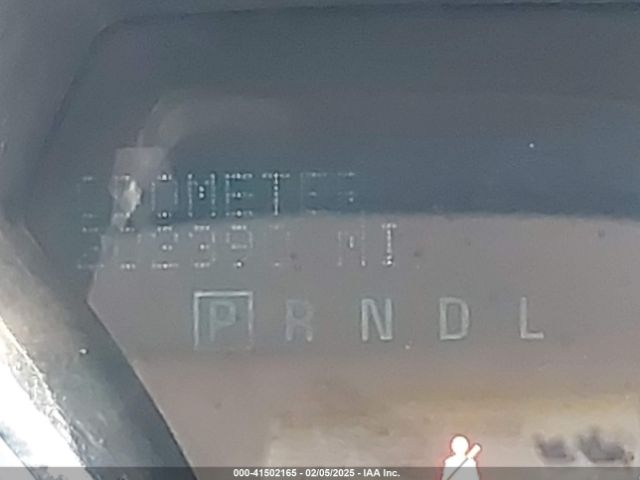 ODOMETER
MI
P R N D L
000-41502165 - 02/05/2025 - IAA Inc.